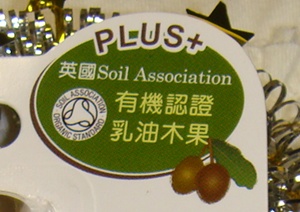 PLUS+
英國Soil Association
有機認證
乳油木果
SOIL ASSOCIATION
ORGANIC STANDARD